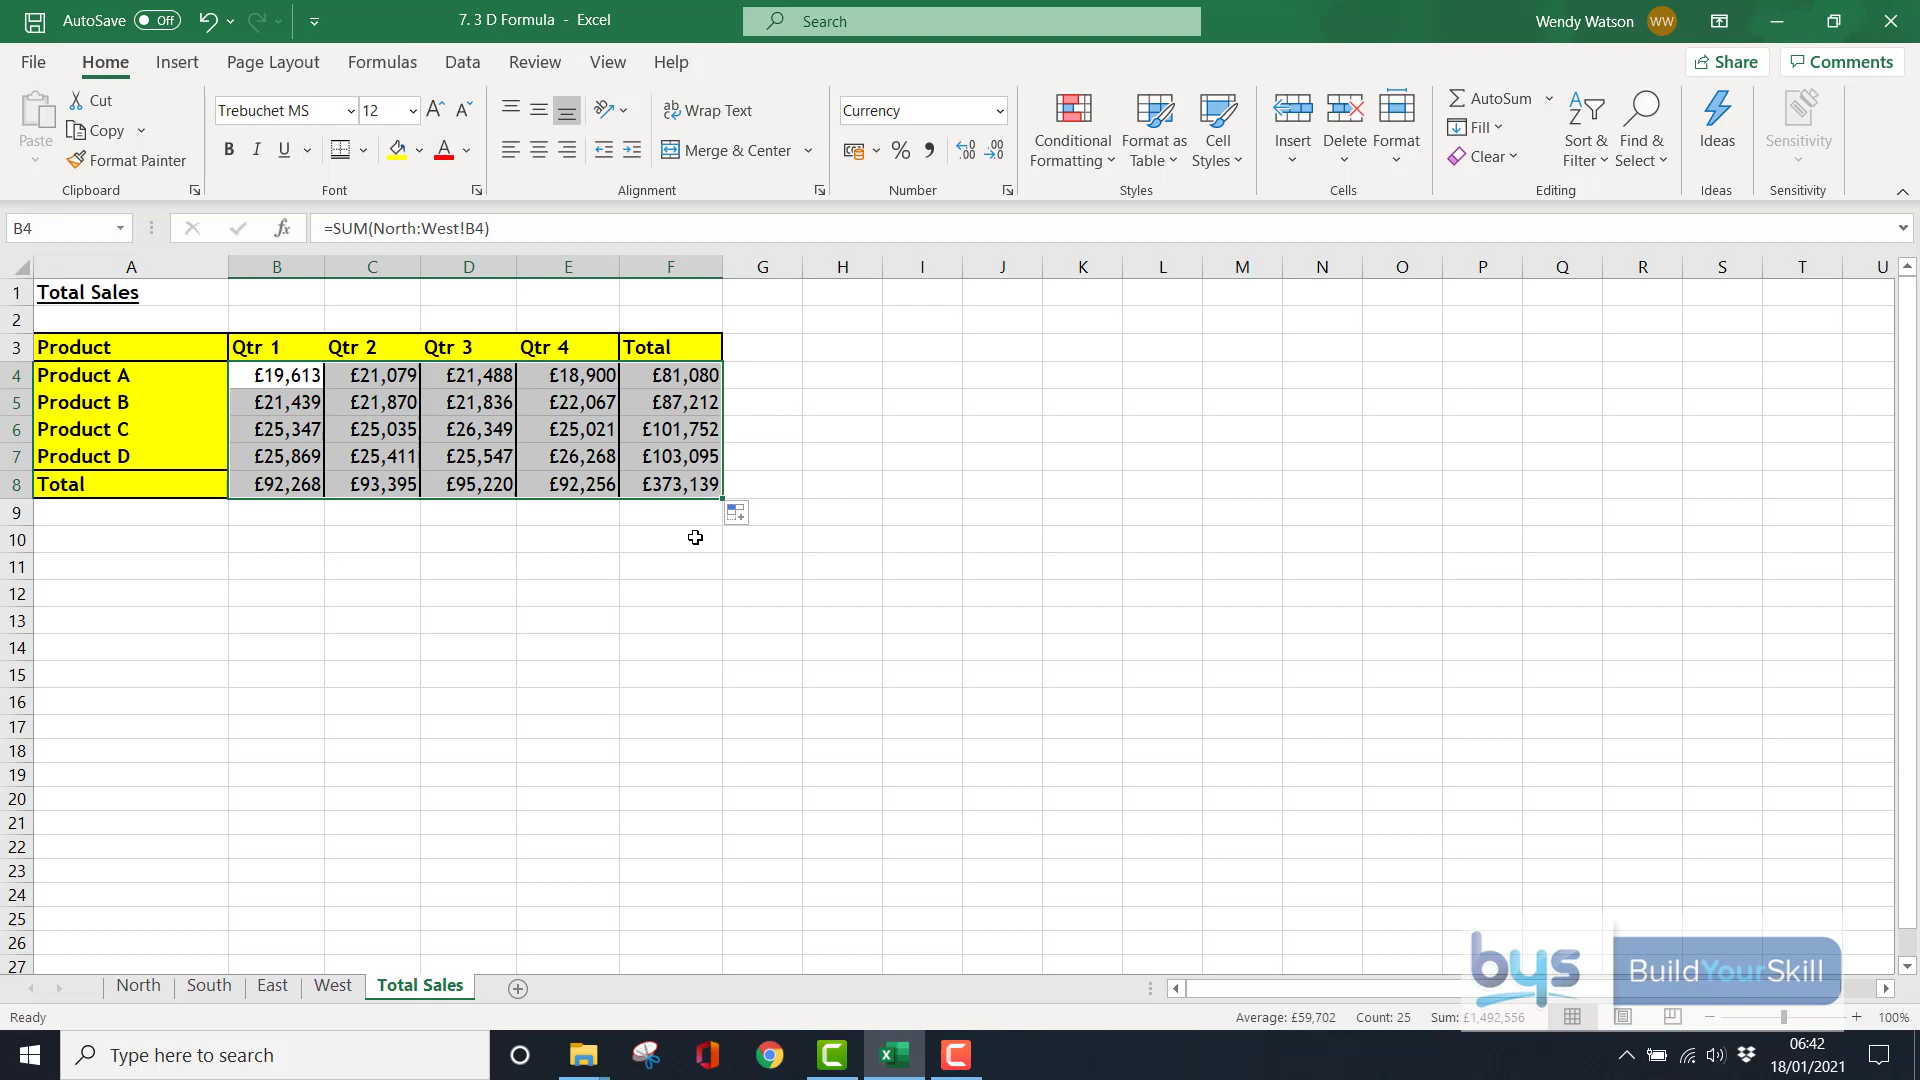 AutoSave Off
7. 3 D Formula - Excel
Search
Wendy Watson WW
File Home Insert Page Layout Formulas Data Review View Help
Share Comments
Paste
Cut
Copy
Format Painter
Clipboard
Trebuchet MS 12
B I U A
Font
Wrap Text
Merge & Center
Alignment
Currency
%
Number
Conditional Formatting
Format as Table
Cell Styles
Styles
Insert Delete Format
Cells
AutoSum
Fill
Clear
Sort & Filter
Find & Select
Editing
Ideas
Ideas
Sensitivity
Sensitivity
B4 fx =SUM(North:West!B4)
A B C D E F G H I J K L M N O P Q R S T U
1 Total Sales
2
3 Product Qtr 1 Qtr 2 Qtr 3 Qtr 4 Total
4 Product A £19,613 £21,079 £21,488 £18,900 £81,080
5 Product B £21,439 £21,870 £21,836 £22,067 £87,212
6 Product C £25,347 £25,035 £26,349 £25,021 £101,752
7 Product D £25,869 £25,411 £25,547 £26,268 £103,095
8 Total £92,268 £93,395 £95,220 £92,256 £373,139
9
10
11
12
13
14
15
16
17
18
19
20
21
22
23
24
25
26
27
bys BuildYourSkill
North South East West Total Sales
Ready
Average: £59,702 Count: 25 Sum: £1,492,556
100%
Type here to search
06:42
18/01/2021